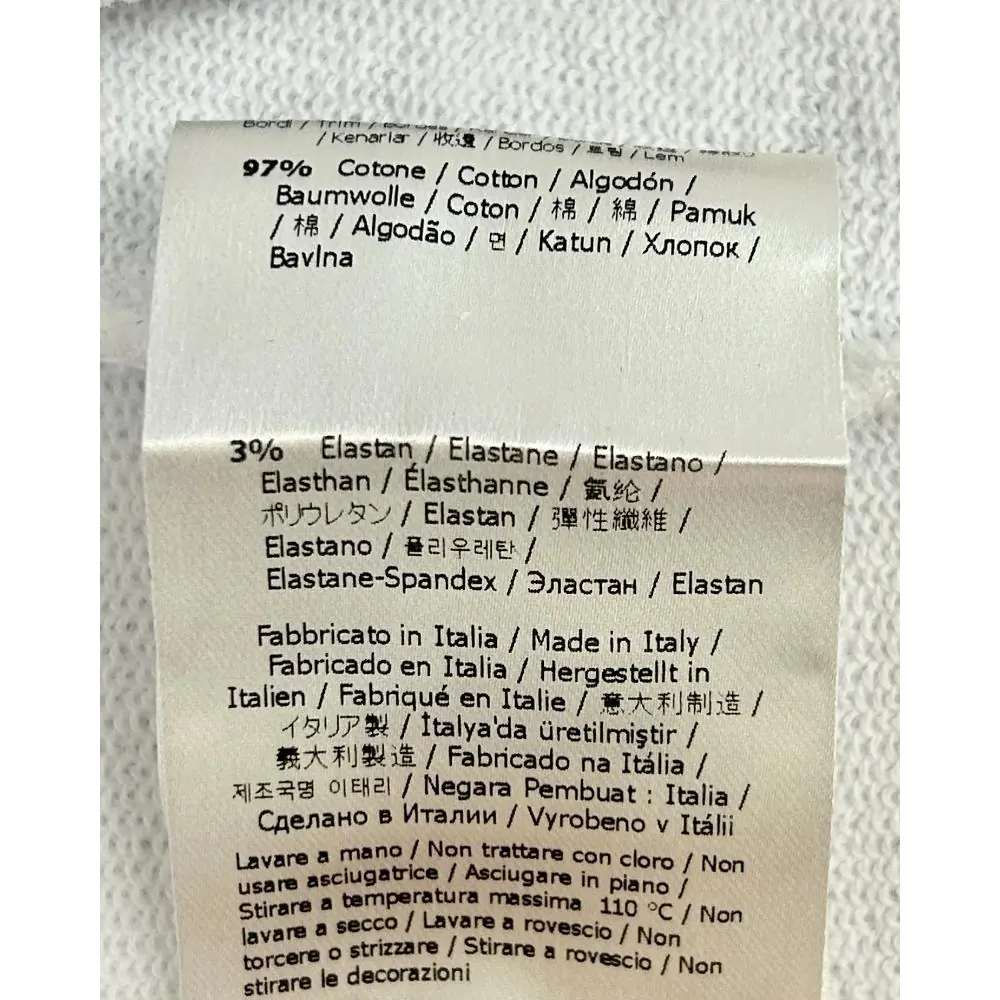 Bordi / Trim /
/ Kenarlar / 收邊 / Bordos / 트림 / Lem
97% Cotone / Cotton / Algodón /
Baumwolle / Coton / 棉 / 綿 / Pamuk
/ 棉 / Algodão / 면 / Katun / Хлопок /
Bavlna
3% Elastan / Elastane / Elastano /
Elasthan / Élasthanne / 氨纶 /
ポリウレタン / Elastan / 彈性纖維 /
Elastano / 폴리우레탄 /
Elastane-Spandex / Эластан / Elastan
Fabbricato in Italia / Made in Italy /
Fabricado en Italia / Hergestellt in
Italien / Fabriqué en Italie / 意大利制造 /
イタリア製 / İtalya'da üretilmiştir /
義大利製造 / Fabricado na Itália /
제조국명 이태리 / Negara Pembuat : Italia /
Сделано в Италии / Vyrobeno v Itálii
Lavare a mano / Non trattare con cloro / Non
usare asciugatrice / Asciugare in piano /
Stirare a temperatura massima 110 °C / Non
lavare a secco / Lavare a rovescio / Non
torcere o strizzare / Stirare a rovescio / Non
stirare le decorazioni